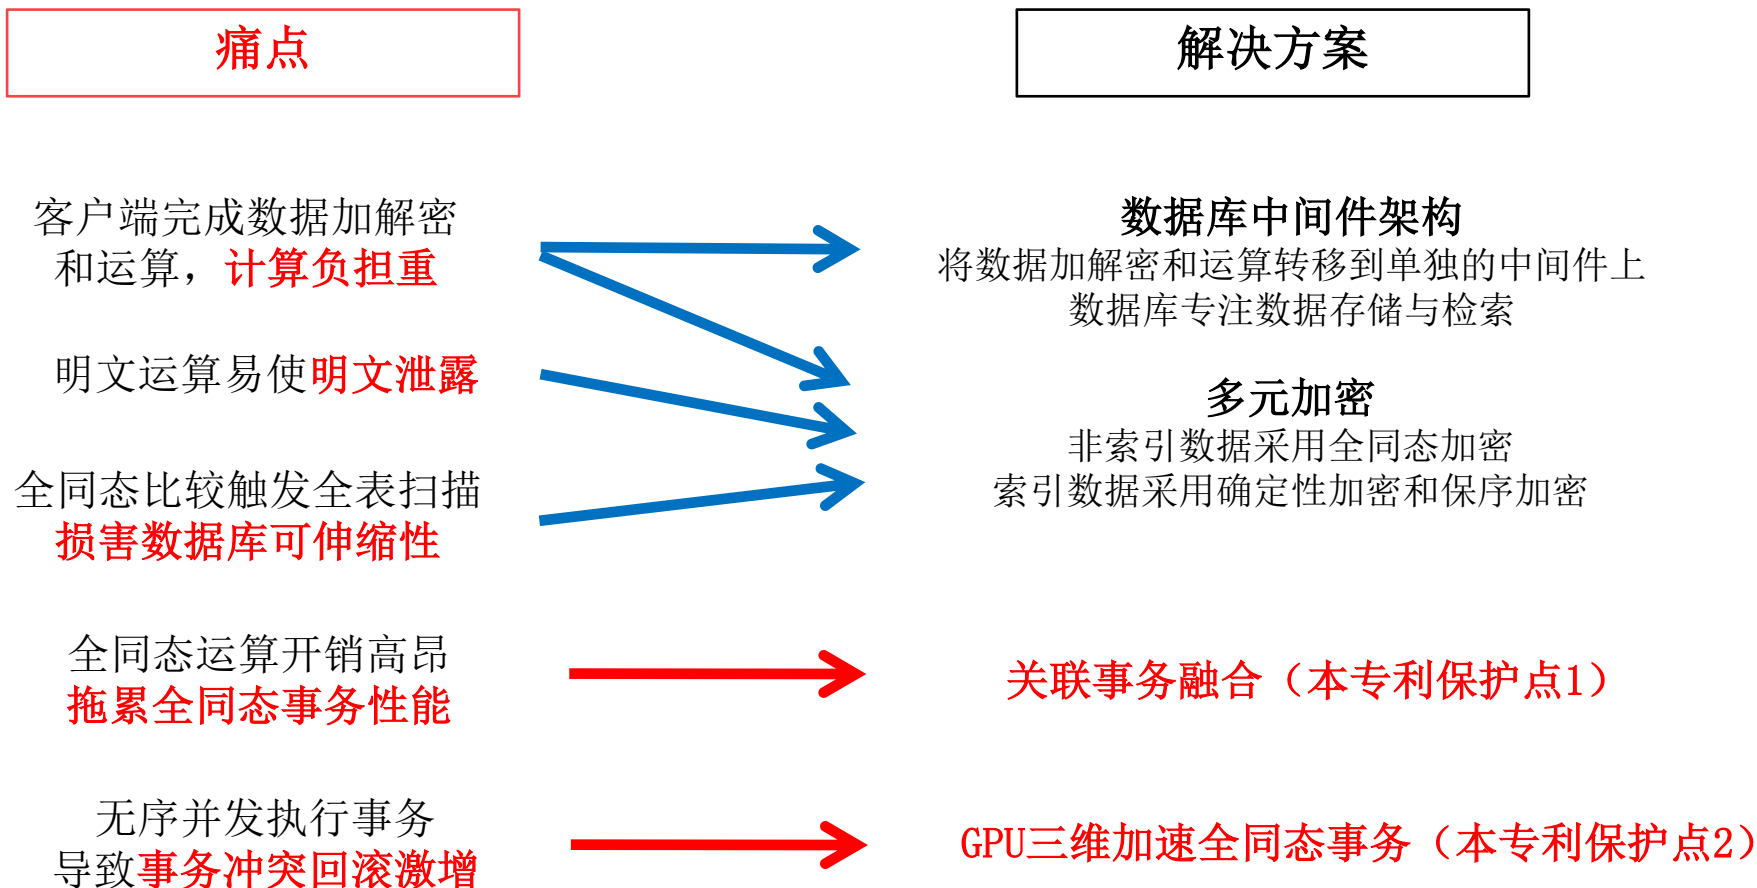 痛点
解决方案
客户端完成数据加解密
和运算，计算负担重
数据库中间件架构
将数据加解密和运算转移到单独的中间件上
数据库专注数据存储与检索
明文运算易使明文泄露
多元加密
非索引数据采用全同态加密
索引数据采用确定性加密和保序加密
全同态比较触发全表扫描
损害数据库可伸缩性
全同态运算开销高昂
拖累全同态事务性能
关联事务融合（本专利保护点1）
无序并发执行事务
导致事务冲突回滚激增
GPU三维加速全同态事务（本专利保护点2）